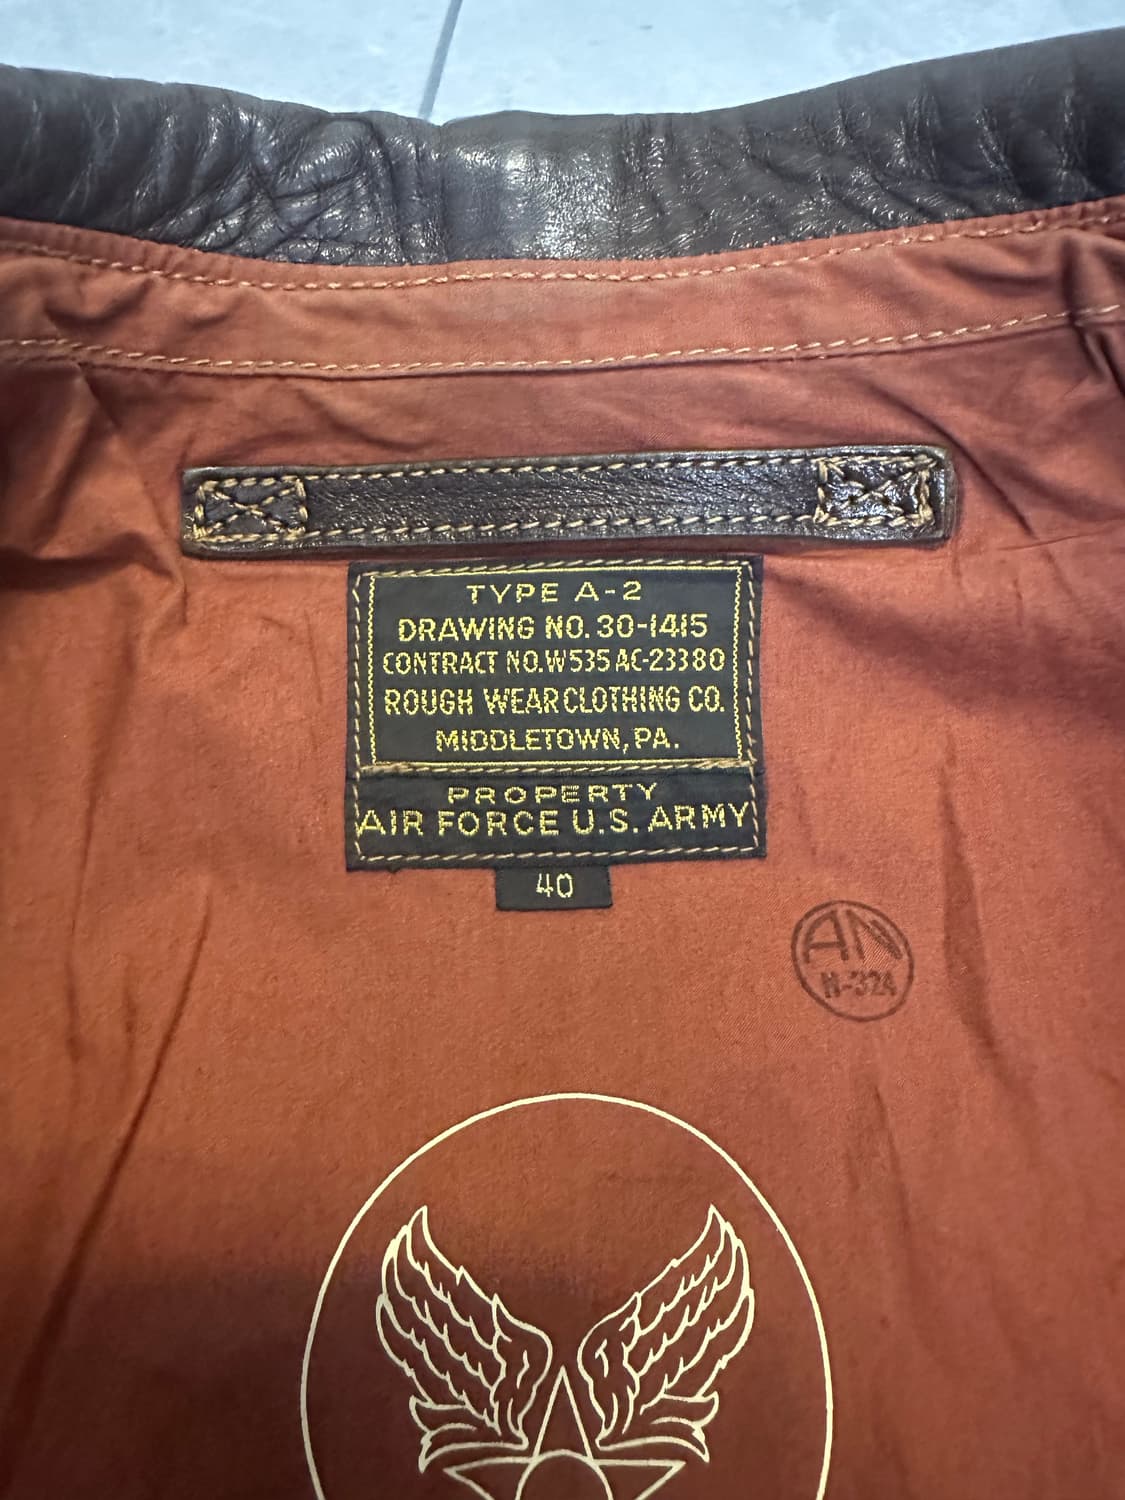 TYPE A-2
DRAWING NO. 30-1415
CONTRACT NO. W535 AC-23380
ROUGH WEAR CLOTHING CO.
MIDDLETOWN, PA.
PROPERTY
AIR FORCE U.S. ARMY
40
AN
N-324